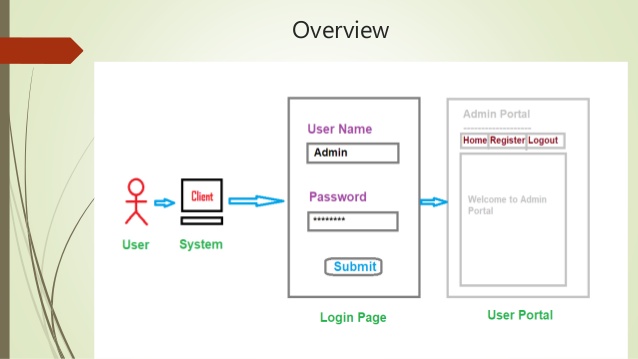 Overview
User Name
Admin
Password
********
Submit
Client
User
System
Login Page
Admin Portal
Home Register Logout
Welcome to Admin
Portal
User Portal